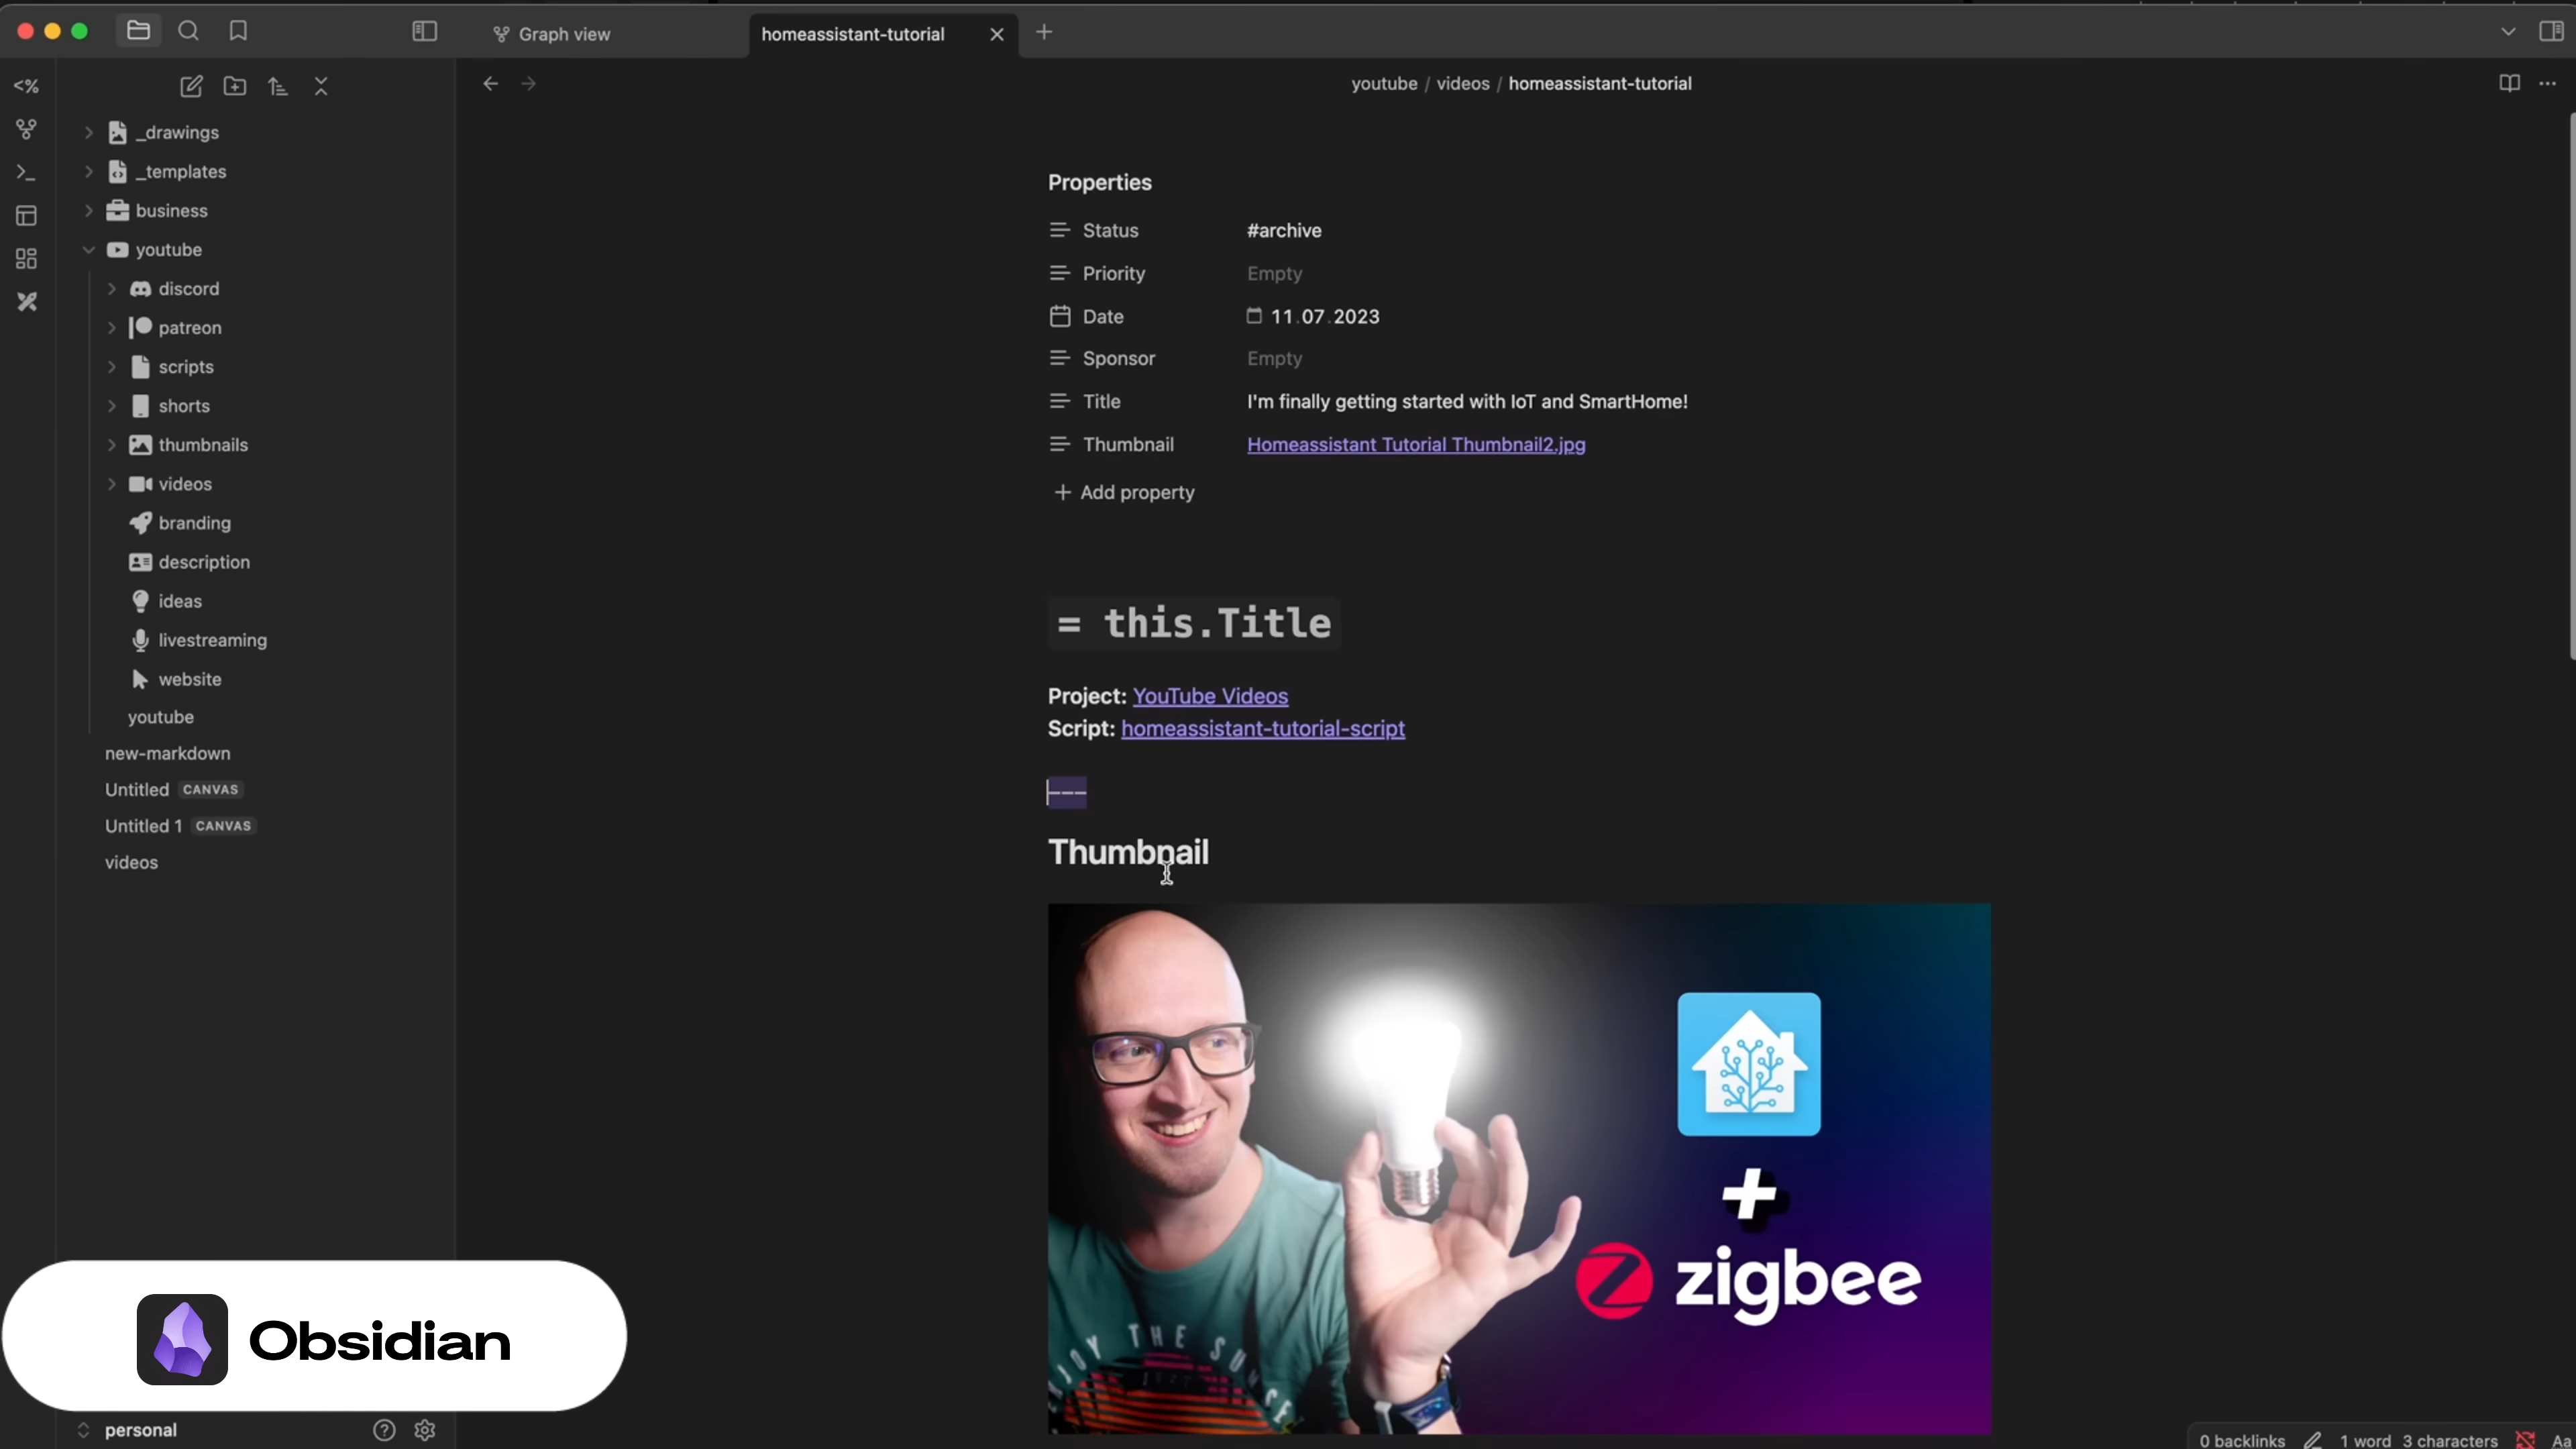 Graph view
homeassistant-tutorial
youtube / videos / homeassistant-tutorial
<%
_drawings
_templates
business
youtube
discord
patreon
scripts
shorts
thumbnails
videos
branding
description
ideas
livestreaming
website
youtube
new-markdown
Untitled CANVAS
Untitled 1 CANVAS
videos
Properties
Status #archive
Priority Empty
Date 11.07.2023
Sponsor Empty
Title I'm finally getting started with IoT and SmartHome!
Thumbnail Homeassistant Tutorial Thumbnail2.jpg
+ Add property
= this.Title
Project: YouTube Videos
Script: homeassistant-tutorial-script
---
Thumbnail
+
zigbee
ENJOY THE SUNSE
Obsidian
personal
0 backlinks 1 word 3 characters Aa